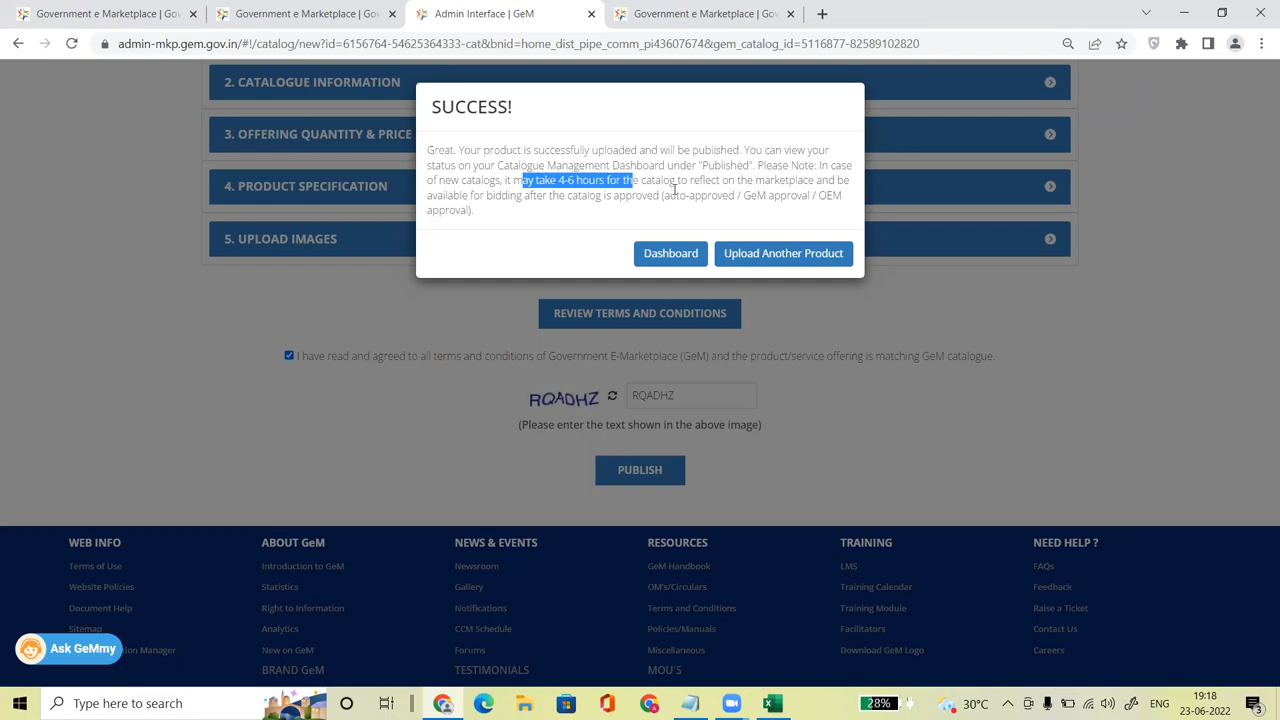 Government e-Marketplace (Gov
Government e-Marketplace (Gov
Admin Interface | GeM
Government e-Marketplace (Gov
admin-mkp.gem.gov.in/#!/catalog/new?id=6156764-54625364333-cat&bnid=home_dist_pipe_comm_pi43607674&gem_catalog_id=5116877-82589102820
2. CATALOGUE INFORMATION
SUCCESS!
3. OFFERING QUANTITY & PRICE
Great. Your product is successfully uploaded and will be published. You can view your
status on your Catalogue Management Dashboard under "Published". Please Note: In case
of new catalogs, it may take 4-6 hours for the catalog to reflect on the marketplace and be
available for bidding after the catalog is approved (auto-approved / GeM approval / OEM
approval).
4. PRODUCT SPECIFICATION
5. UPLOAD IMAGES
Dashboard
Upload Another Product
REVIEW TERMS AND CONDITIONS
I have read and agreed to all terms and conditions of Government E-Marketplace (GeM) and the product/service offering is matching GeM catalogue.
RQADHZ
RQADHZ
(Please enter the text shown in the above image)
PUBLISH
WEB INFO
Terms of Use
Website Policies
Document Help
Sitemap
ion Manager
ABOUT GeM
Introduction to GeM
Statistics
Right to Information
Analytics
New on GeM
BRAND GeM
NEWS & EVENTS
Newsroom
Gallery
Notifications
CCM Schedule
Forums
TESTIMONIALS
RESOURCES
GeM Handbook
OM's/Circulars
Terms and Conditions
Policies/Manuals
Miscellaneous
MOU'S
TRAINING
LMS
Training Calendar
Training Module
Facilitators
Download GeM Logo
NEED HELP ?
FAQs
Feedback
Raise a Ticket
Contact Us
Careers
Ask GeMmy
Type here to search
28%
30°C
ENG
19:18
23-06-2022
3